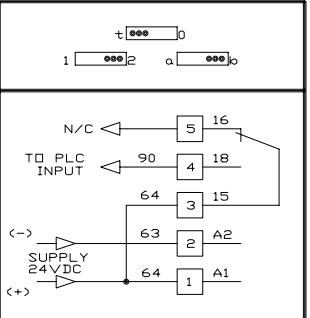 t 0
1 2 a b
N/C 5 16
TO PLC INPUT 90 4 18
64 3 15
(-) 63 2 A2
SUPPLY
24VDC 64 1 A1
(+)